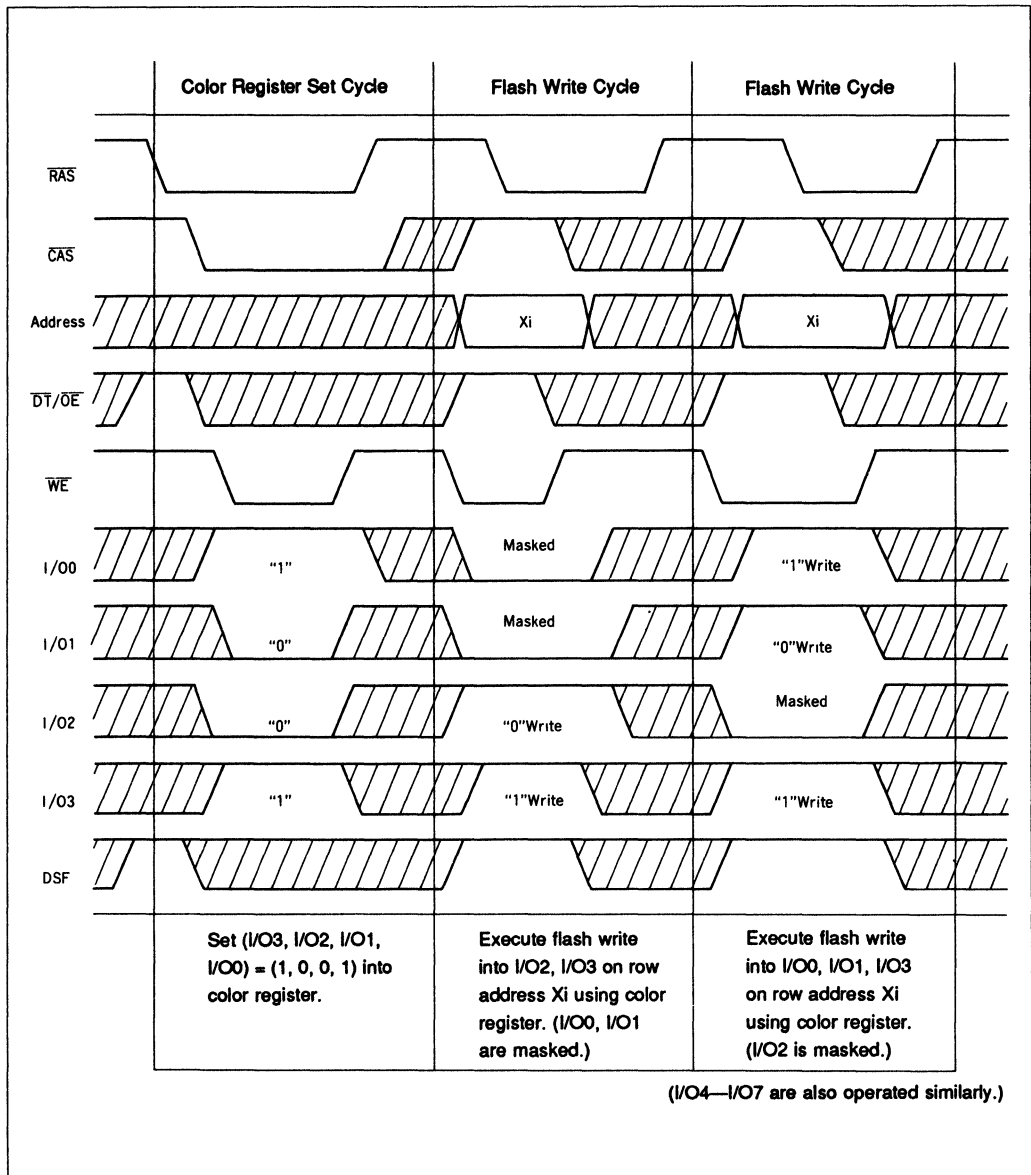 Color Register Set Cycle
Flash Write Cycle
Flash Write Cycle
RAS
CAS
Address
Xi
Xi
DT/OE
WE
I/O0
"1"
Masked
"1"Write
I/O1
"0"
Masked
"0"Write
I/O2
"0"
"0"Write
Masked
I/O3
"1"
"1"Write
"1"Write
DSF
Set (I/O3, I/O2, I/O1,
I/O0) = (1, 0, 0, 1) into
color register.
Execute flash write
into I/O2, I/O3 on row
address Xi using color
register. (I/O0, I/O1
are masked.)
Execute flash write
into I/O0, I/O1, I/O3
on row address Xi
using color register.
(I/O2 is masked.)
(I/O4—I/O7 are also operated similarly.)